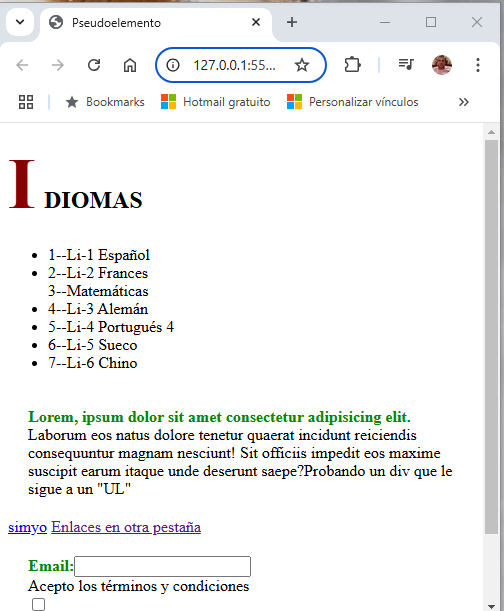 Pseudoelemento
127.0.0.1:55...
Bookmarks
Hotmail gratuito
Personalizar vínculos
I DIOMAS
1--Li-1 Español
2--Li-2 Frances
3--Matemáticas
4--Li-3 Alemán
5--Li-4 Portugués 4
6--Li-5 Sueco
7--Li-6 Chino
Lorem, ipsum dolor sit amet consectetur adipisicing elit.
Laborum eos natus dolore tenetur quaerat incidunt reiciendis
consequuntur magnam nesciunt! Sit officiis impedit eos maxime
suscipit earum itaque unde deserunt saepe?Probando un div que le
sigue a un "UL"
simyo Enlaces en otra pestaña
Email:
Acepto los términos y condiciones